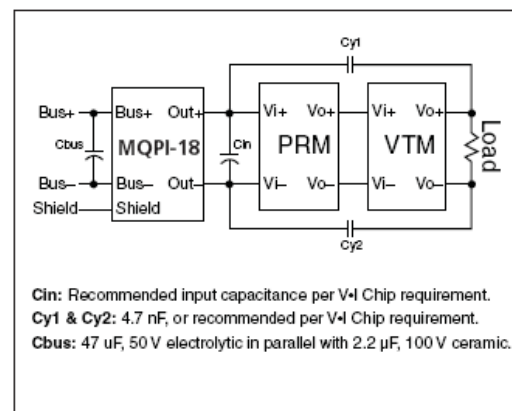 Cy1
Bus+ Bus+ Out+ Vi+ Vo+ Vi+ Vo+
Cbus MQPI-18 Cin PRM VTM Load
Bus– Bus– Out– Vi– Vo– Vi– Vo–
Shield Shield
Cy2
Cin: Recommended input capacitance per V•I Chip requirement.
Cy1 & Cy2: 4.7 nF, or recommended per V•I Chip requirement.
Cbus: 47 uF, 50 V electrolytic in parallel with 2.2 µF, 100 V ceramic.